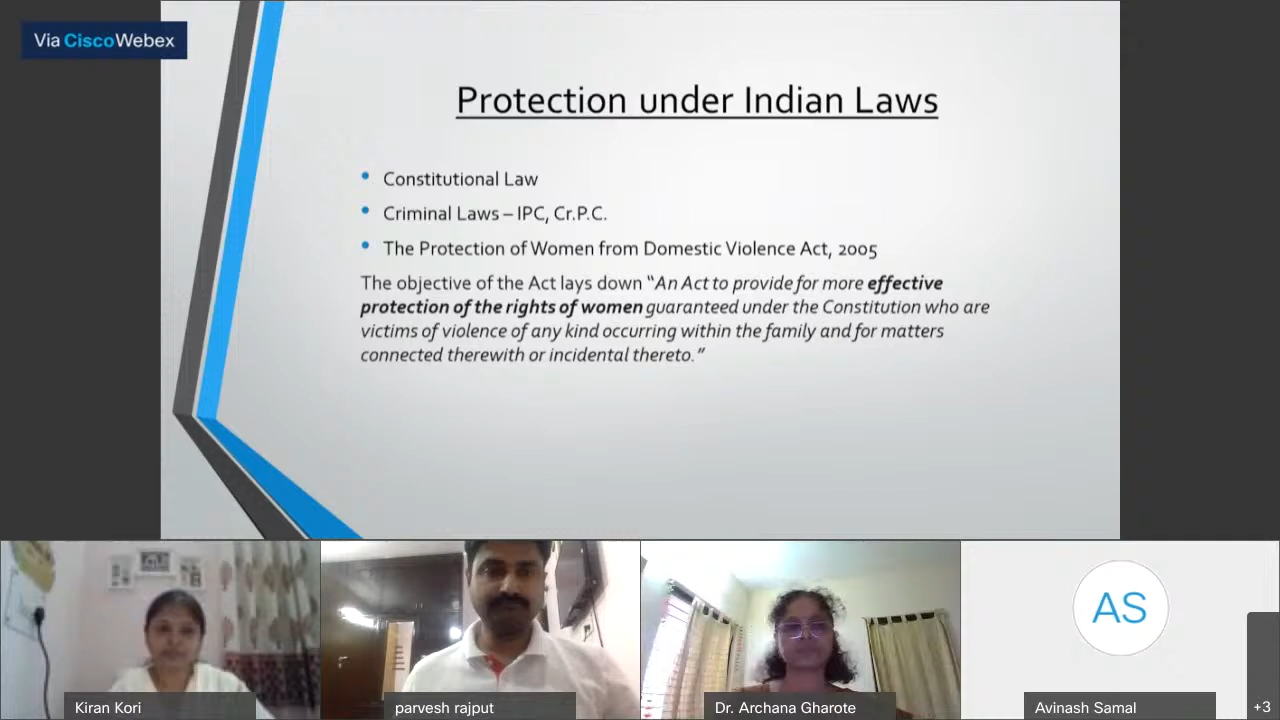 Via CiscoWebex
Protection under Indian Laws
• Constitutional Law
• Criminal Laws – IPC, Cr.P.C.
• The Protection of Women from Domestic Violence Act, 2005
The objective of the Act lays down “An Act to provide for more effective
protection of the rights of women guaranteed under the Constitution who are
victims of violence of any kind occurring within the family and for matters
connected therewith or incidental thereto.”
AS
Kiran Kori
parvesh rajput
Dr. Archana Gharote
Avinash Samal
+3